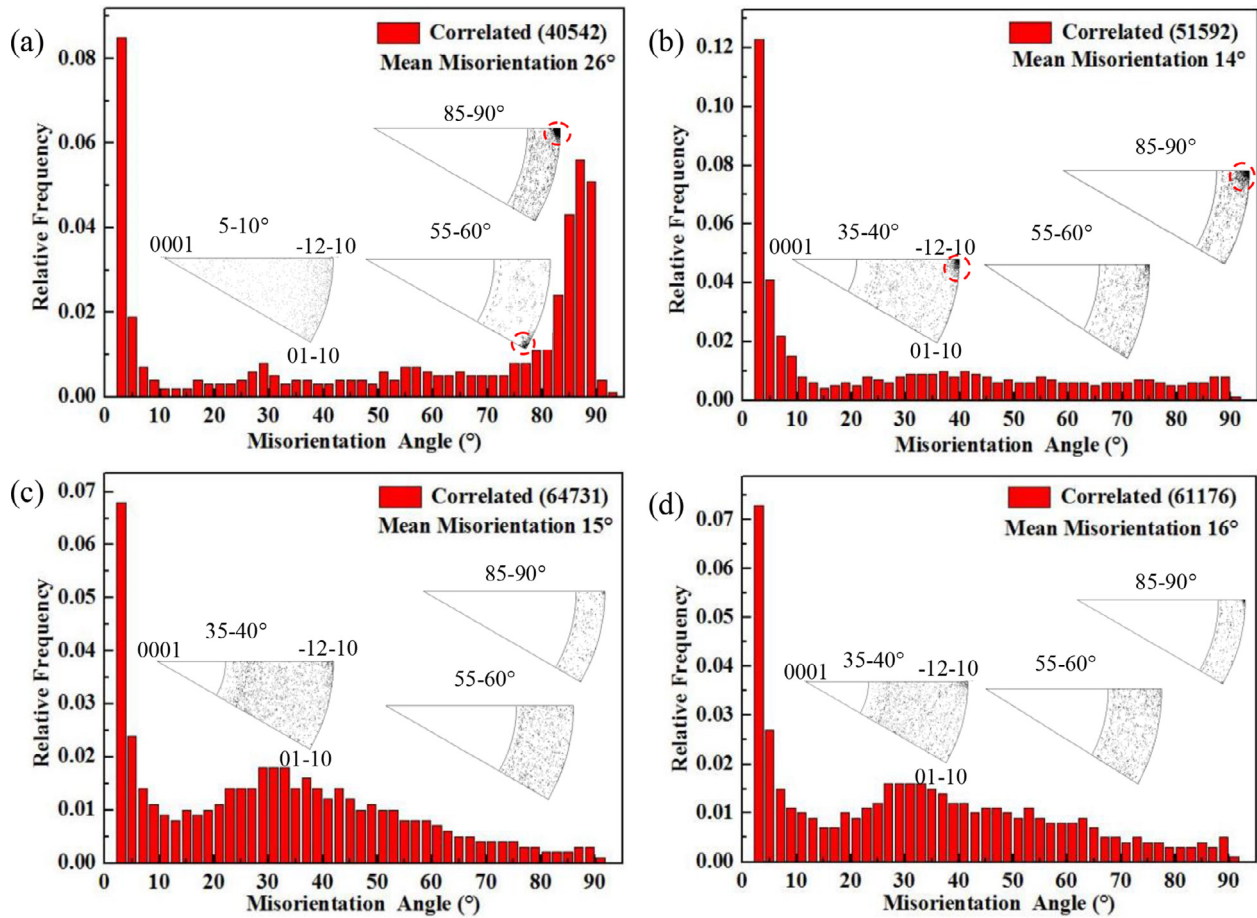 (a)
Correlated (40542)
Mean Misorientation 26°
Relative Frequency
0.08
0.06
0.04
0.02
0.00
85-90°
5-10°
0001
-12-10
01-10
55-60°
0 10 20 30 40 50 60 70 80 90
Misorientation Angle (°)
(b)
Correlated (51592)
Mean Misorientation 14°
Relative Frequency
0.12
0.10
0.08
0.06
0.04
0.02
0.00
85-90°
35-40°
0001
-12-10
01-10
55-60°
0 10 20 30 40 50 60 70 80 90
Misorientation Angle (°)
(c)
Correlated (64731)
Mean Misorientation 15°
Relative Frequency
0.07
0.06
0.05
0.04
0.03
0.02
0.01
0.00
85-90°
35-40°
0001
-12-10
01-10
55-60°
0 10 20 30 40 50 60 70 80 90
Misorientation Angle (°)
(d)
Correlated (61176)
Mean Misorientation 16°
Relative Frequency
0.07
0.06
0.05
0.04
0.03
0.02
0.01
0.00
85-90°
35-40°
0001
-12-10
01-10
55-60°
0 10 20 30 40 50 60 70 80 90
Misorientation Angle (°)